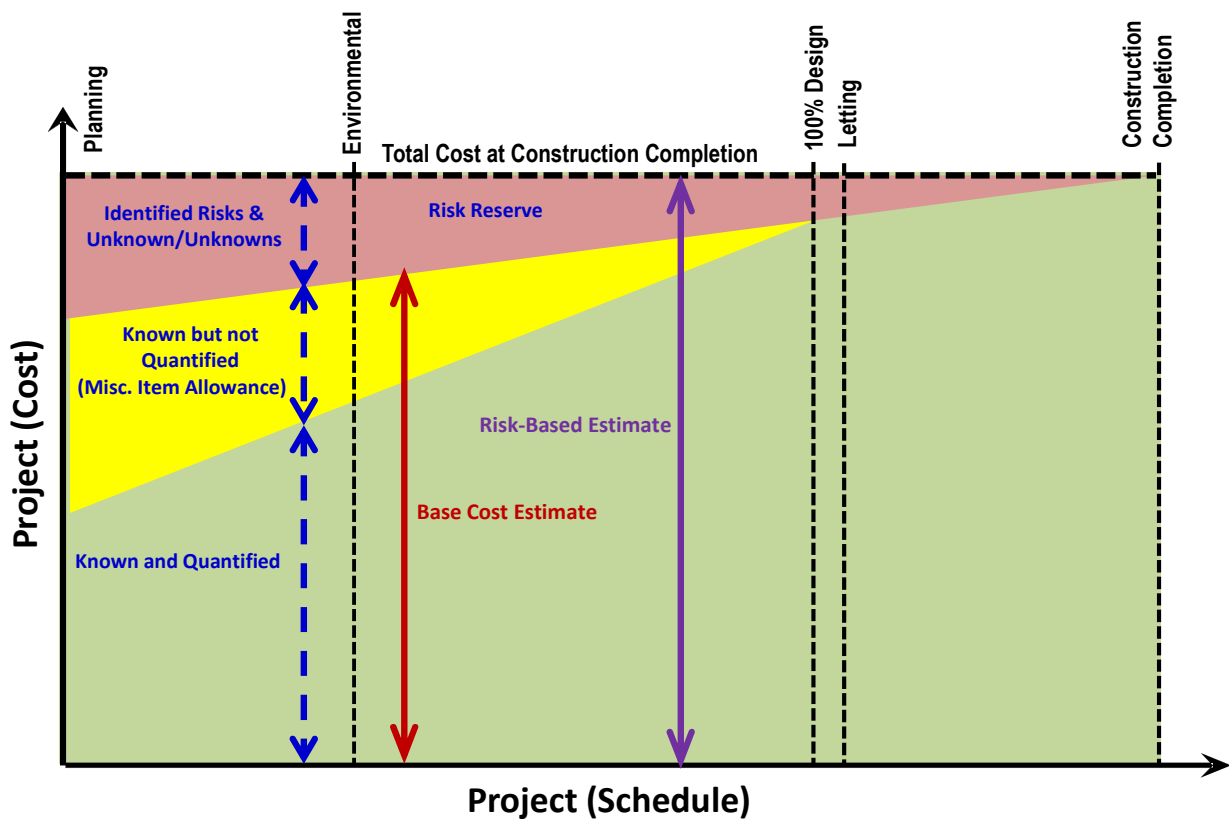 Planning
Environmental
100% Design
Letting
Construction
Completion
Total Cost at Construction Completion
Identified Risks &
Unknown/Unknowns
Risk Reserve
Known but not
Quantified
(Misc. Item Allowance)
Risk-Based Estimate
Base Cost Estimate
Known and Quantified
Project (Cost)
Project (Schedule)